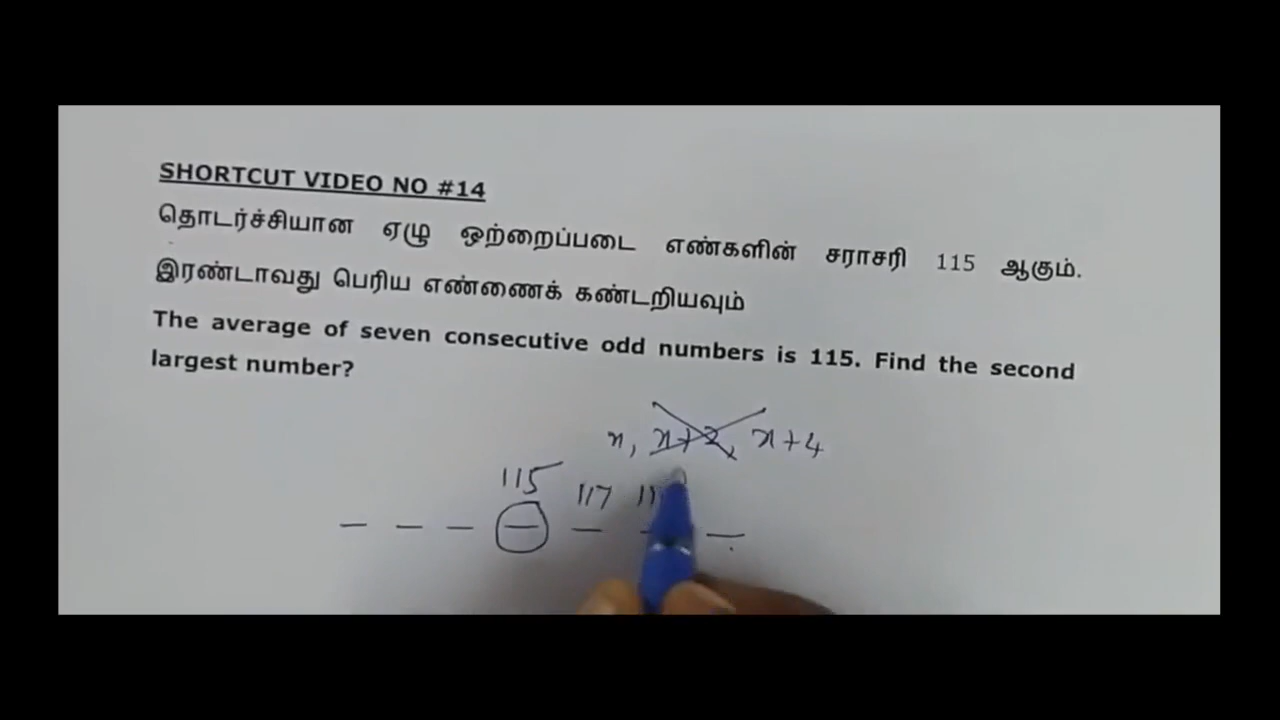 SHORTCUT VIDEO NO #14
தொடர்ச்சியான ஏழு ஒற்றைப்படை எண்களின் சராசரி 115 ஆகும்.
இரண்டாவது பெரிய எண்ணைக் கண்டறியவும்
The average of seven consecutive odd numbers is 115. Find the second
largest number?
x, x+2, x+4
115 117